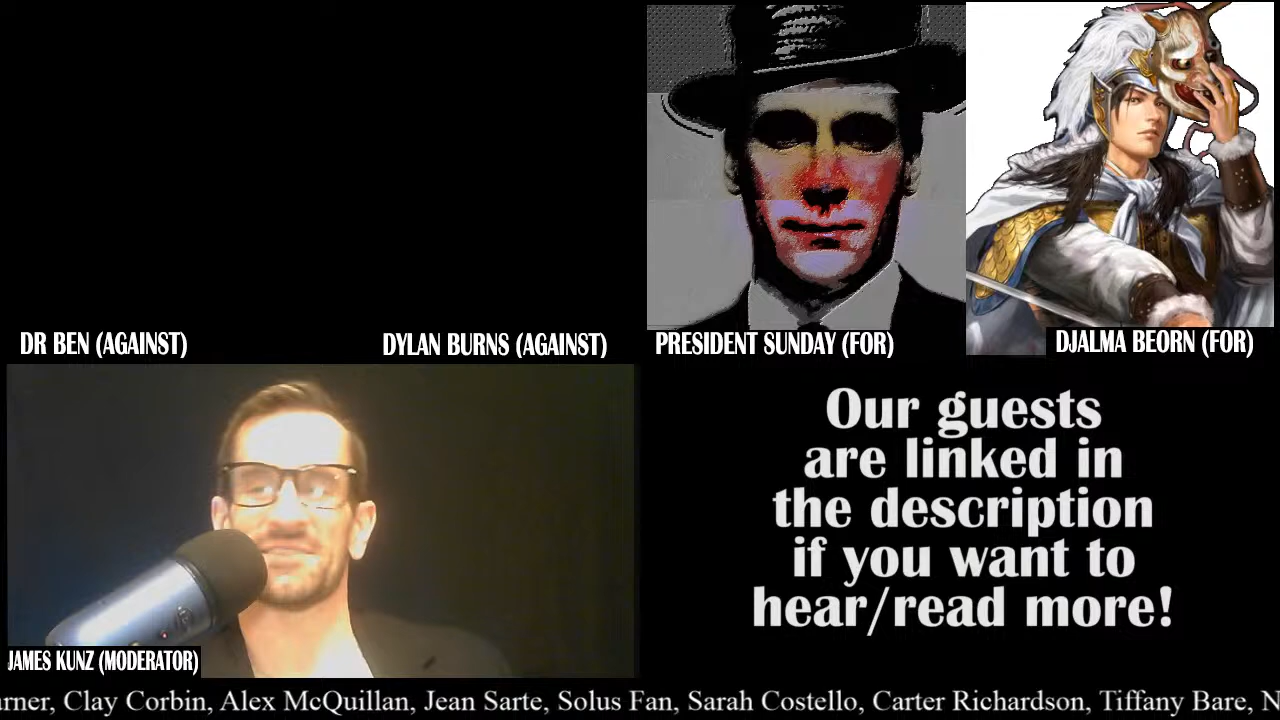 DR BEN (AGAINST)
DYLAN BURNS (AGAINST)
PRESIDENT SUNDAY (FOR)
DJALMA BEORN (FOR)
Our guests
are linked in
the description
if you want to
hear/read more!
JAMES KUNZ (MODERATOR)
Clay Corbin, Alex McQuillan, Jean Sarte, Solus Fan, Sarah Costello, Carter Richardson, Tiffany Bare,